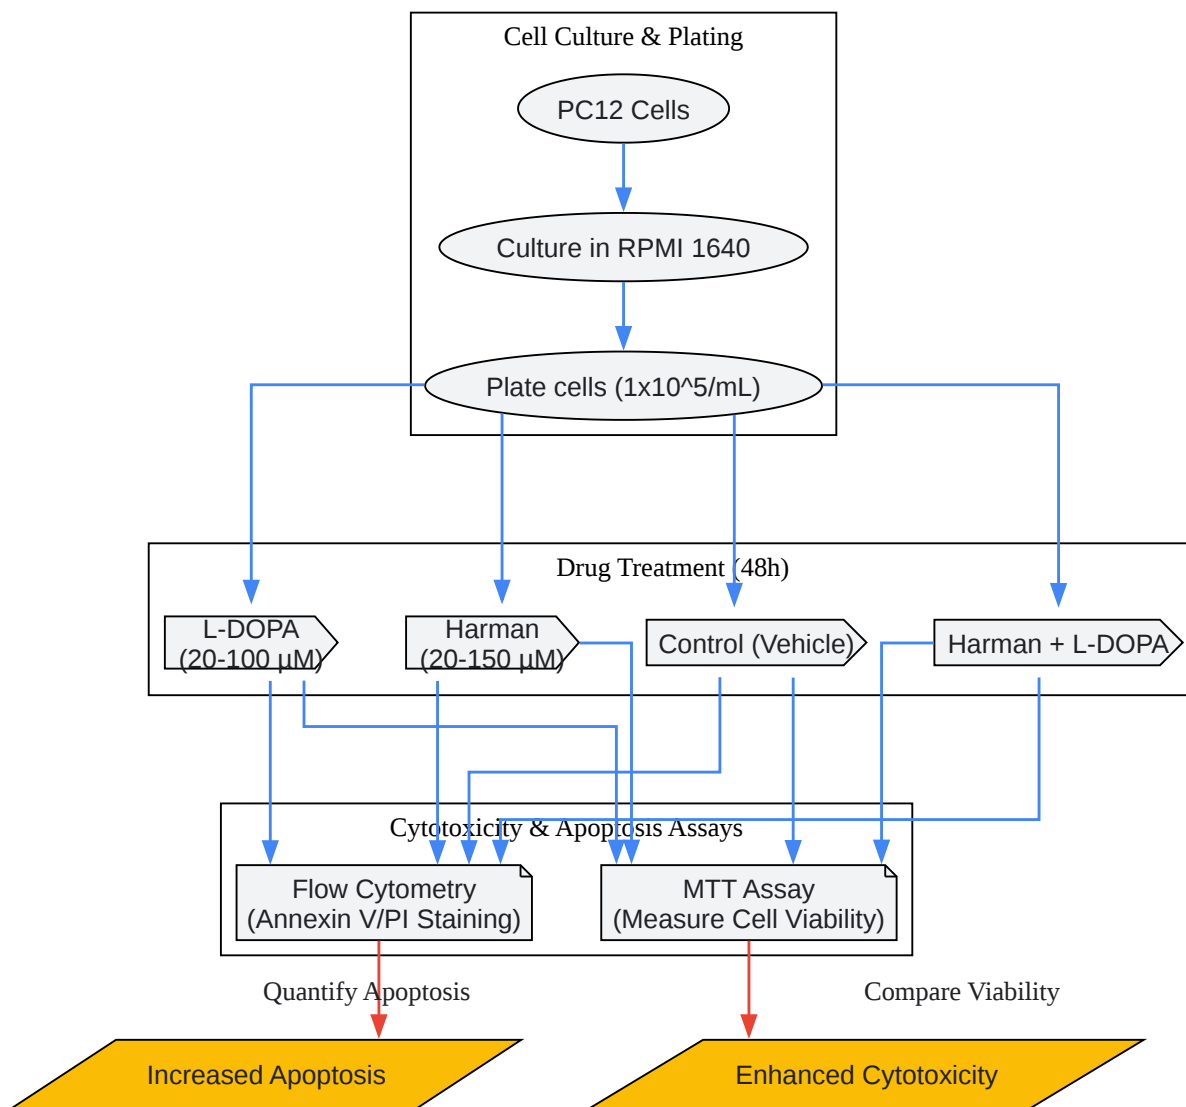 Cell Culture & Plating
PC12 Cells
Culture in RPMI 1640
Plate cells (1x10^5/mL)
Drug Treatment (48h)
L-DOPA
(20-100 µM)
Harman
(20-150 µM)
Control (Vehicle)
Harman + L-DOPA
Cytotoxicity & Apoptosis Assays
Flow Cytometry
(Annexin V/PI Staining)
MTT Assay
(Measure Cell Viability)
Quantify Apoptosis
Compare Viability
Increased Apoptosis
Enhanced Cytotoxicity